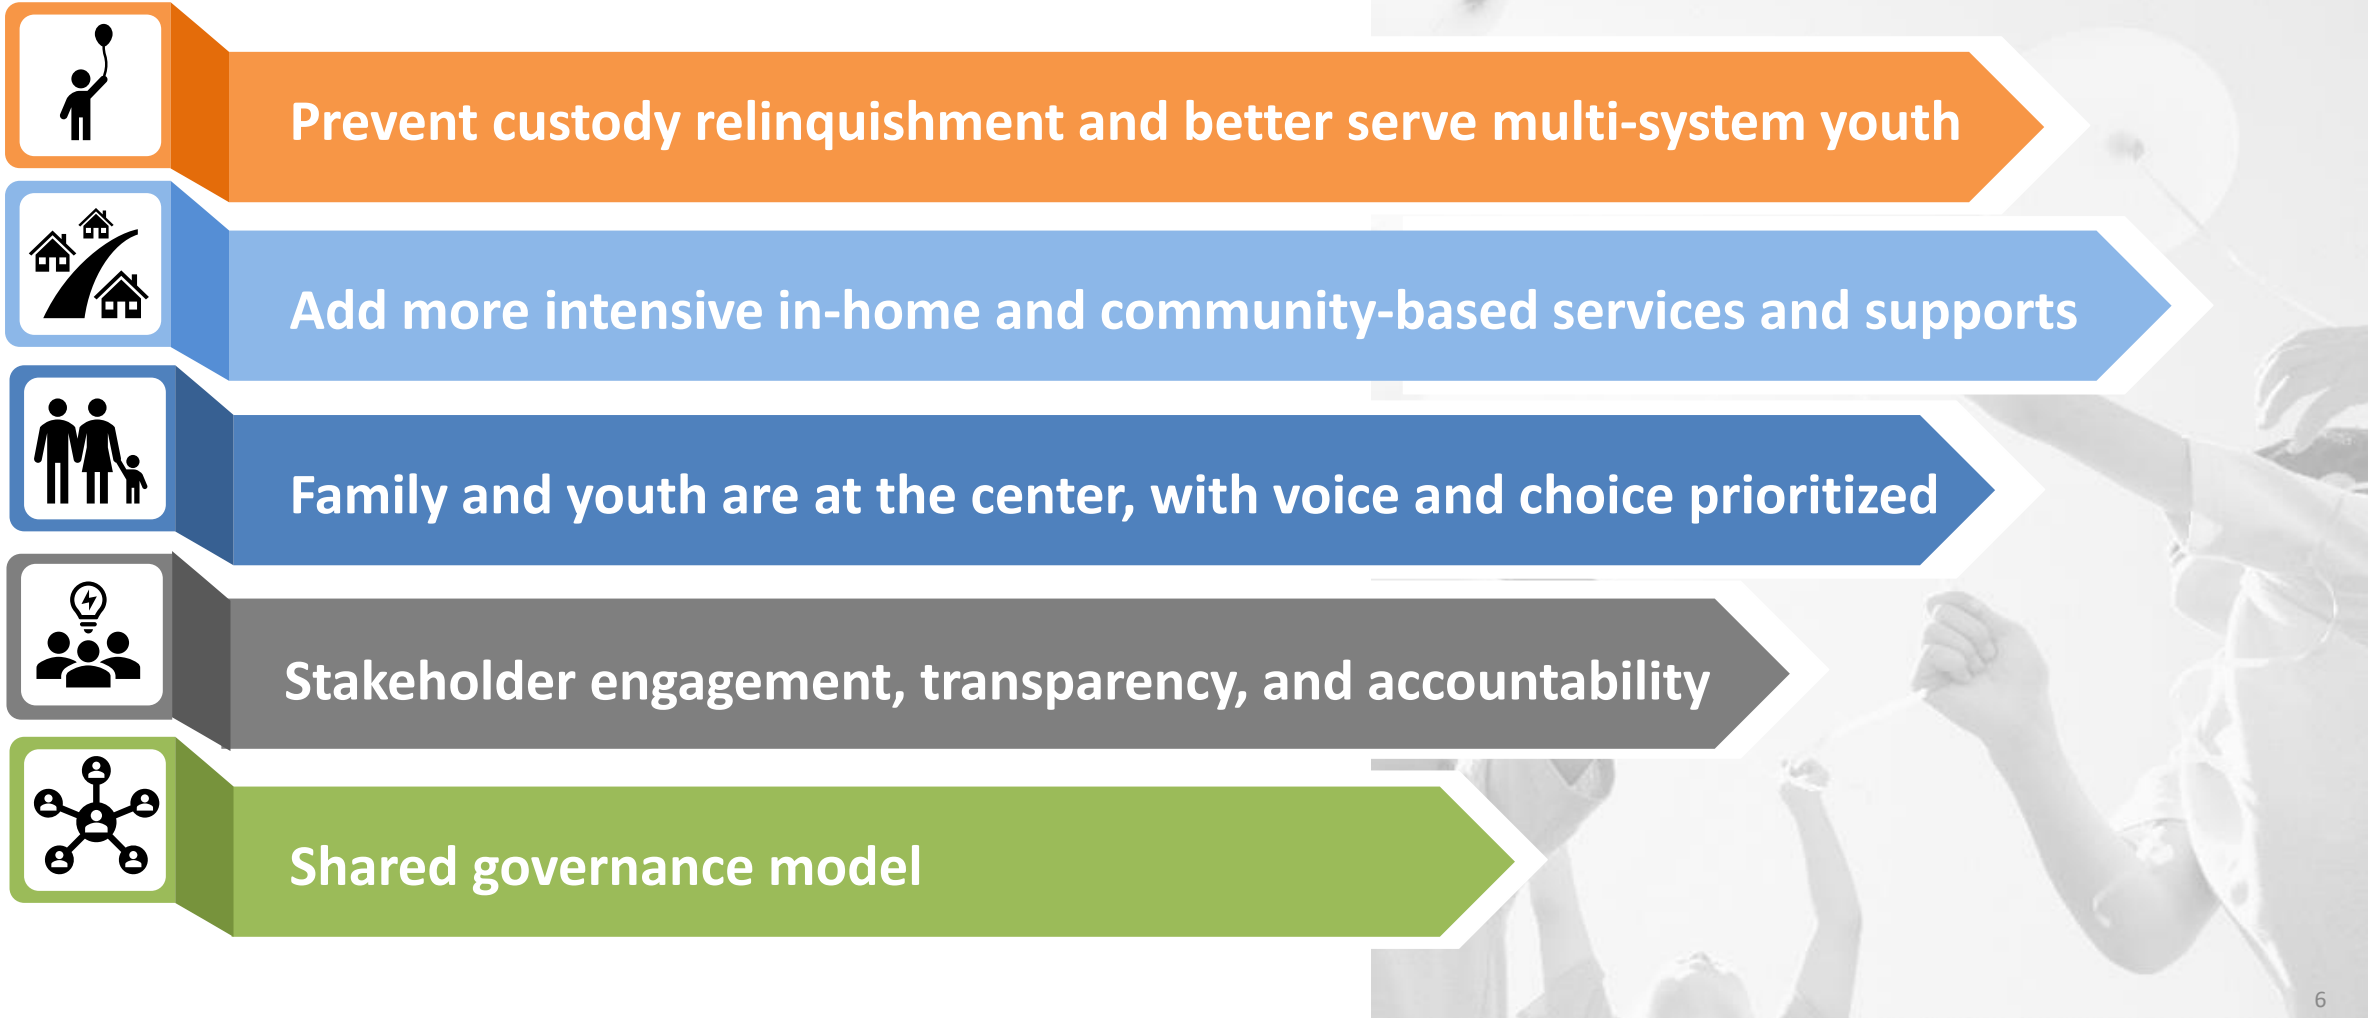 Prevent custody relinquishment and better serve multi-system youth
Add more intensive in-home and community-based services and supports
Family and youth are at the center, with voice and choice prioritized
Stakeholder engagement, transparency, and accountability
Shared governance model
6